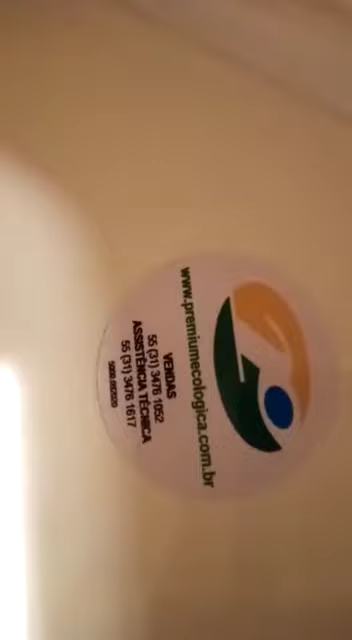 www.premiumecologica.com.br
VENDAS
55 (31) 3476 1052
ASSISTÊNCIA TÉCNICA
55 (31) 3476 1617